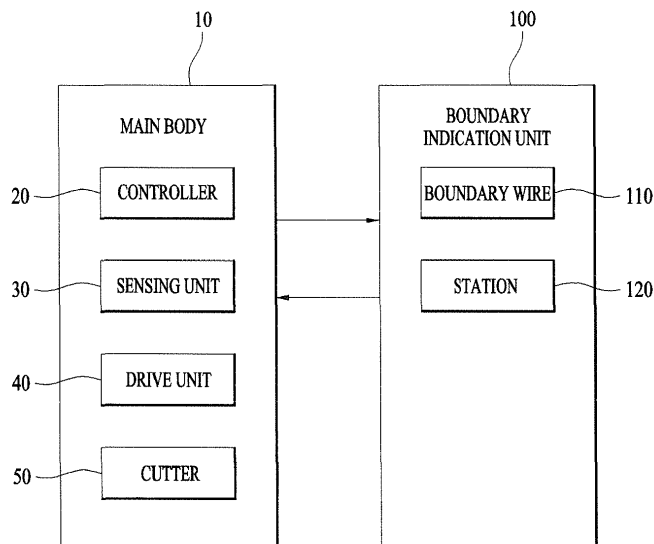 10
100
MAIN BODY
BOUNDARY
INDICATION UNIT
20
CONTROLLER
BOUNDARY WIRE
110
30
SENSING UNIT
STATION
120
40
DRIVE UNIT
50
CUTTER